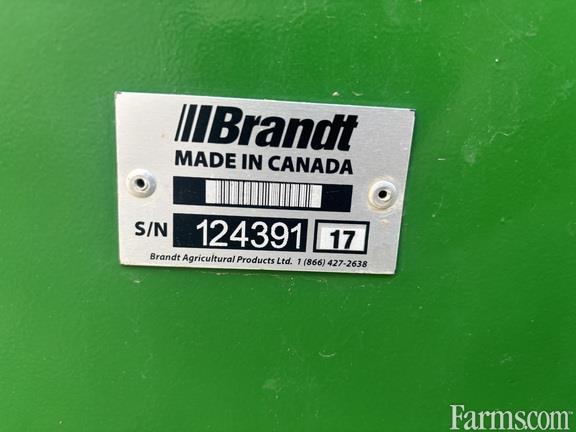 Brandt
MADE IN CANADA
S/N 124391 17
Brandt Agricultural Products Ltd. 1 (866) 427-2638
Farms.com